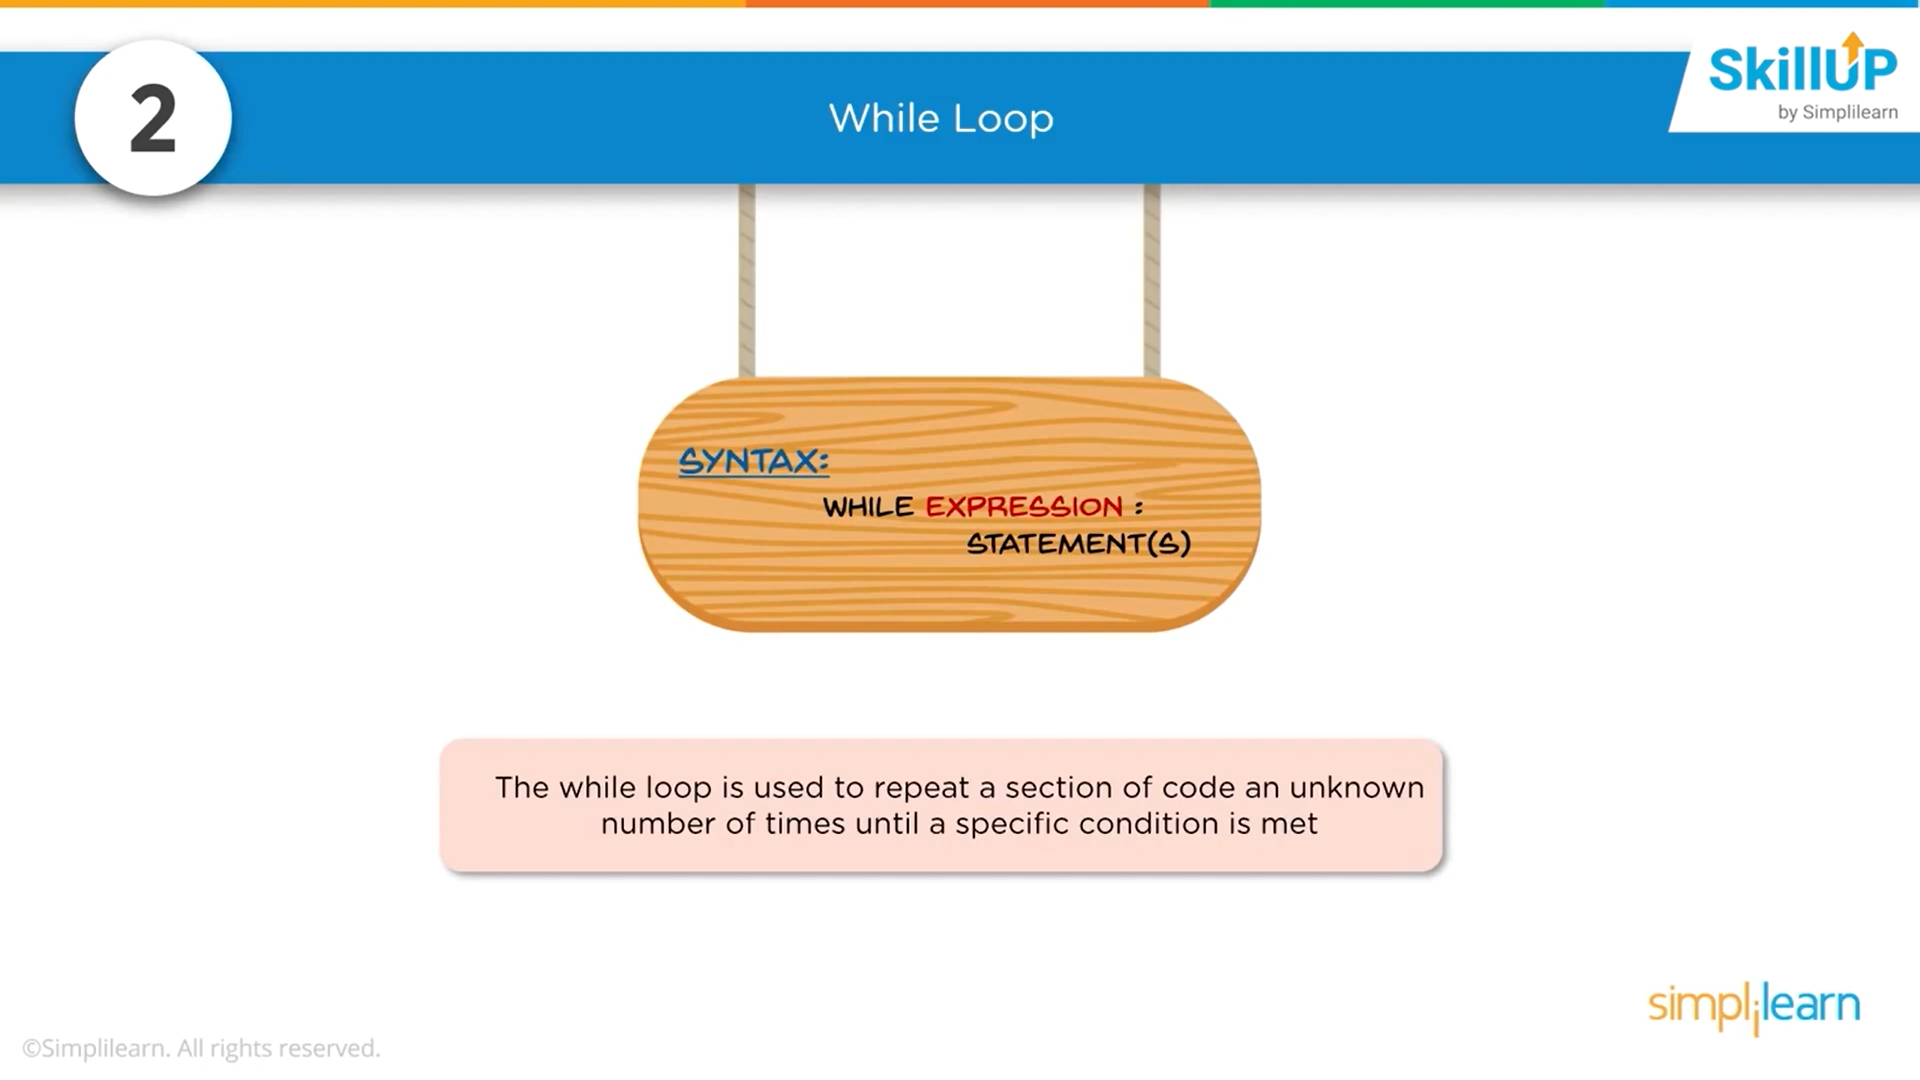 2
While Loop
SkillUP
by Simplilearn
SYNTAX:
WHILE EXPRESSION :
STATEMENT(S)
The while loop is used to repeat a section of code an unknown
number of times until a specific condition is met
simplilearn
©Simplilearn. All rights reserved.